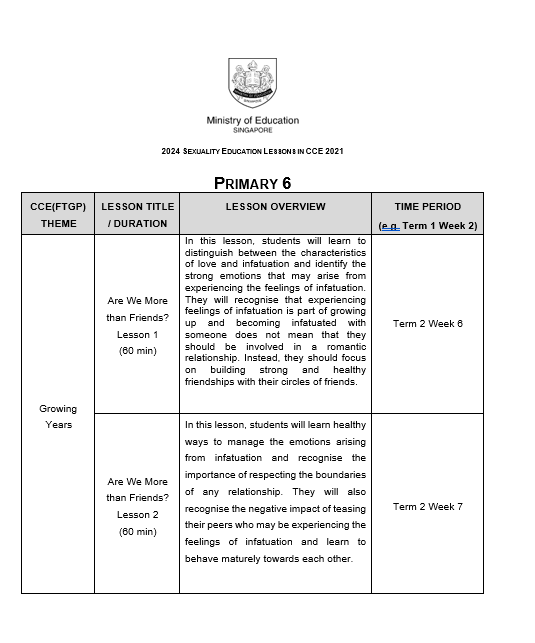 Ministry of Education
SINGAPORE
2024 SEXUALITY EDUCATION LESSONS IN CCE 2021
PRIMARY 6
CCE(FTGP)
THEME
LESSON TITLE
/ DURATION
LESSON OVERVIEW
TIME PERIOD
(e.g. Term 1 Week 2)
Growing
Years
Are We More
than Friends?
Lesson 1
(60 min)
In this lesson, students will learn to
distinguish between the characteristics
of love and infatuation and identify the
strong emotions that may arise from
experiencing the feelings of infatuation.
They will recognise that experiencing
feelings of infatuation is part of growing
up and becoming infatuated with
someone does not mean that they
should be involved in a romantic
relationship. Instead, they should focus
on building strong and healthy
friendships with their circles of friends.
Term 2 Week 6
Are We More
than Friends?
Lesson 2
(60 min)
In this lesson, students will learn healthy
ways to manage the emotions arising
from infatuation and recognise the
importance of respecting the boundaries
of any relationship. They will also
recognise the negative impact of teasing
their peers who may be experiencing the
feelings of infatuation and learn to
behave maturely towards each other.
Term 2 Week 7